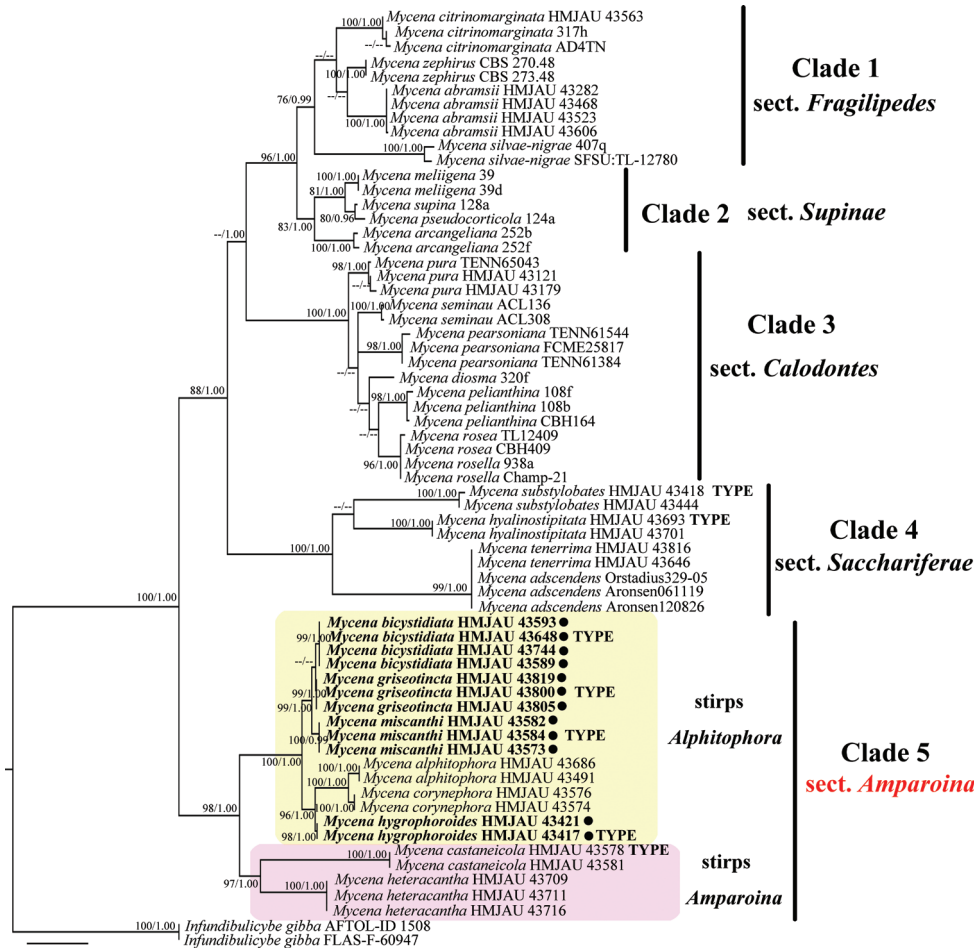 Mycena citrinomarginata HMJAU 43563
100/1.00
Mycena citrinomarginata 317h
--/--
Mycena citrinomarginata AD4TN
--/--
Mycena zephirus CBS 270.48
100/1.00
Mycena zephirus CBS 273.48
--/--
Mycena abramsii HMJAU 43282
76/0.99
Mycena abramsii HMJAU 43468
100/1.00
Mycena abramsii HMJAU 43523
Mycena abramsii HMJAU 43606
Clade 1
sect. Fragilipedes
Mycena silvae-nigrae 407q
100/1.00
Mycena silvae-nigrae SFSU:TL-12780
96/1.00
Mycena meliigena 39
100/1.00
Mycena meliigena 39d
81/1.00
Mycena supina 128a
80/0.96
Mycena pseudocorticola 124a
83/1.00
Mycena arcangeliana 252b
100/1.00
Mycena arcangeliana 252f
Clade 2 sect. Supinae
--/1.00
Mycena pura TENN65043
98/1.00
Mycena pura HMJAU 43121
--/--
Mycena pura HMJAU 43179
100/1.00
Mycena seminau ACL136
100/1.00
Mycena seminau ACL308
Mycena pearsoniana TENN61544
98/1.00
Mycena pearsoniana FCME25817
Mycena pearsoniana TENN61384
--/--
Mycena diosma 320f
Mycena pelianthina 108f
98/1.00
Mycena pelianthina 108b
--/--
Mycena pelianthina CBH164
--/--
Mycena rosea TL12409
Mycena rosea CBH409
96/1.00
Mycena rosella 938a
Mycena rosella Champ-21
Clade 3
sect. Calodontes
88/1.00
Mycena substylobates HMJAU 43418 TYPE
100/1.00
Mycena substylobates HMJAU 43444
--/--
Mycena hyalinostipitata HMJAU 43693 TYPE
100/1.00
Mycena hyalinostipitata HMJAU 43701
100/1.00
Mycena tenerrima HMJAU 43816
Mycena tenerrima HMJAU 43646
Mycena adscendens Orstadius329-05
99/1.00
Mycena adscendens Aronsen061119
Mycena adscendens Aronsen120826
Clade 4
sect. Sacchariferae
100/1.00
Mycena bicystidiata HMJAU 43593●
99/1.00
Mycena bicystidiata HMJAU 43648● TYPE
Mycena bicystidiata HMJAU 43744●
--/--
Mycena bicystidiata HMJAU 43589●
Mycena griseotincta HMJAU 43819●
99/1.00
Mycena griseotincta HMJAU 43800● TYPE
99/1.00
Mycena griseotincta HMJAU 43805●
Mycena miscanthi HMJAU 43582●
100/0.99
Mycena miscanthi HMJAU 43584● TYPE
Mycena miscanthi HMJAU 43573●
100/1.00
Mycena alphitophora HMJAU 43686
100/1.00
Mycena alphitophora HMJAU 43491
100/1.00
Mycena corynephora HMJAU 43576
100/1.00
Mycena corynephora HMJAU 43574
96/1.00
Mycena hygrophoroides HMJAU 43421●
98/1.00
Mycena hygrophoroides HMJAU 43417●TYPE
stirps
Alphitophora
Clade 5
sect. Amparoina
98/1.00
Mycena castaneicola HMJAU 43578 TYPE
100/1.00
Mycena castaneicola HMJAU 43581
97/1.00
Mycena heteracantha HMJAU 43709
100/1.00
Mycena heteracantha HMJAU 43711
Mycena heteracantha HMJAU 43716
stirps
Amparoina
Infundibulicybe gibba AFTOL-ID 1508
100/1.00
Infundibulicybe gibba FLAS-F-60947